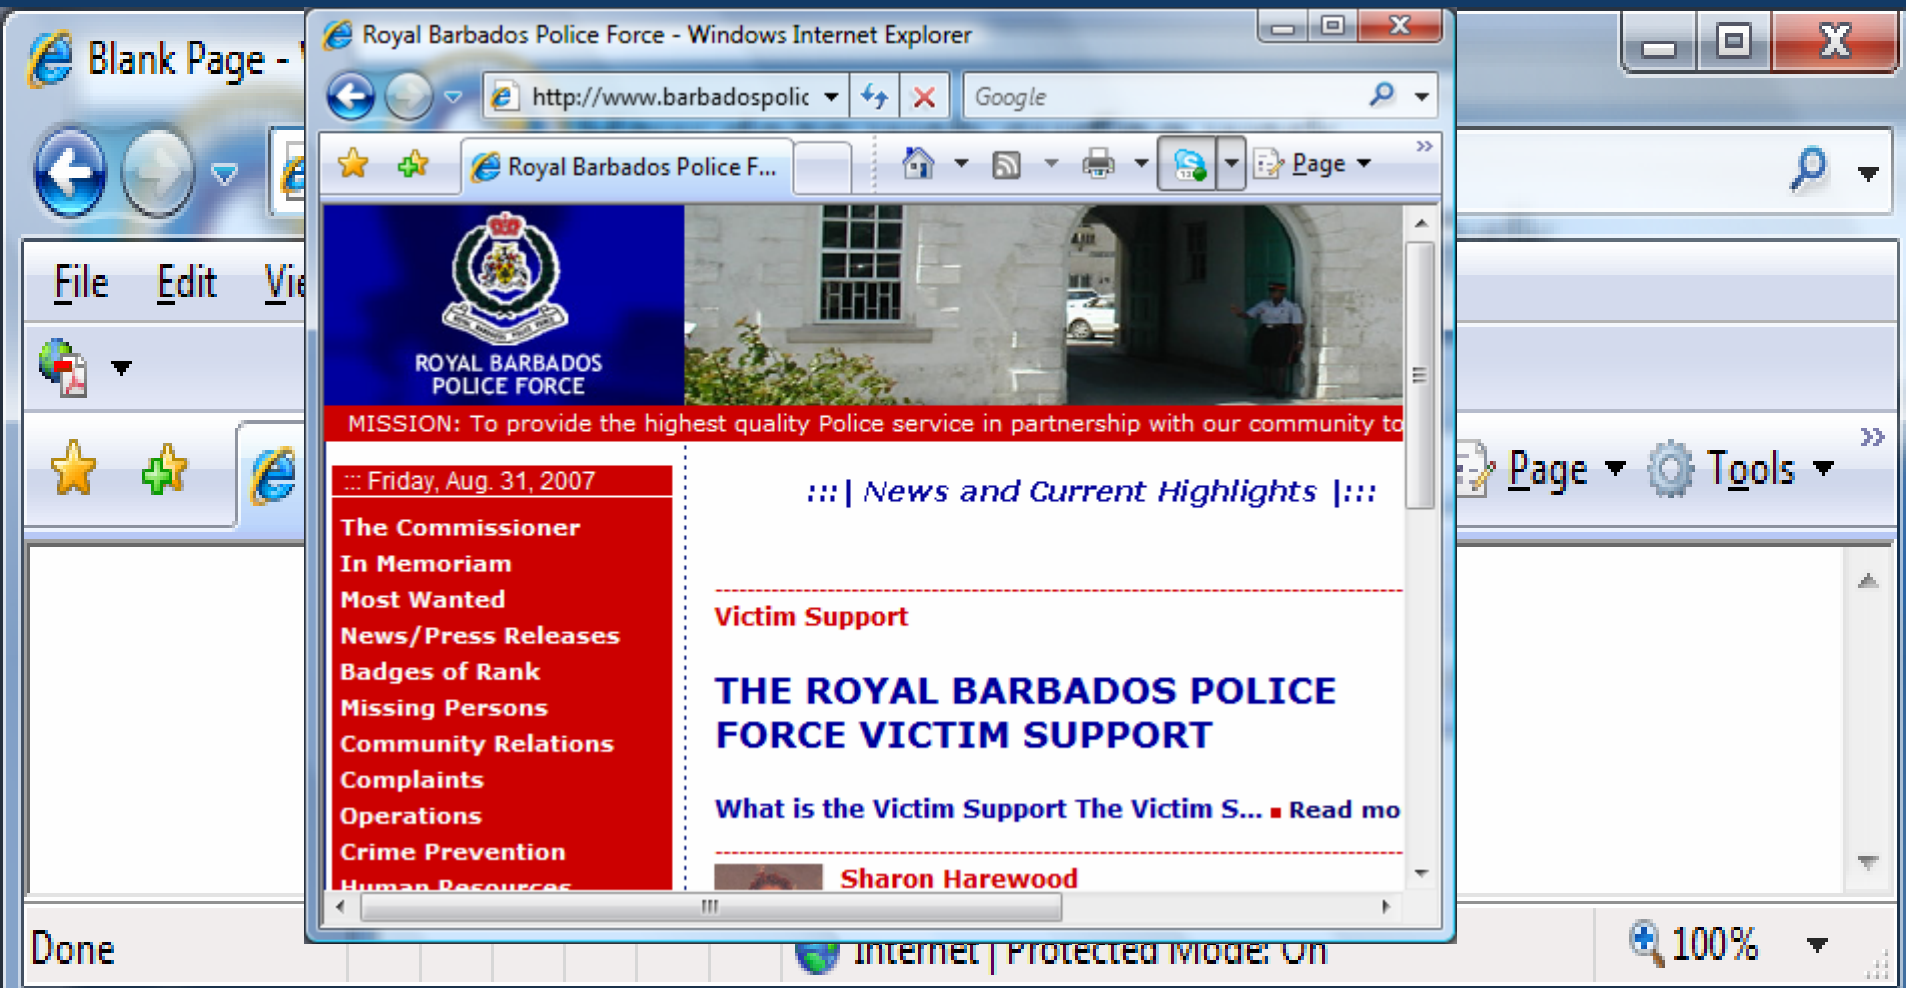 Blank Page -
Royal Barbados Police Force - Windows Internet Explorer
http://www.barbadospolic
Google
Royal Barbados Police F...
Page
File Edit Vie
Page Tools
ROYAL BARBADOS
POLICE FORCE
MISSION: To provide the highest quality Police service in partnership with our community to
::: Friday, Aug. 31, 2007
The Commissioner
In Memoriam
Most Wanted
News/Press Releases
Badges of Rank
Missing Persons
Community Relations
Complaints
Operations
Crime Prevention
Human Resources
:::| News and Current Highlights |:::
Victim Support
THE ROYAL BARBADOS POLICE
FORCE VICTIM SUPPORT
What is the Victim Support The Victim S... ▪ Read mo
Sharon Harewood
Done
Internet | Protected Mode: On
100%